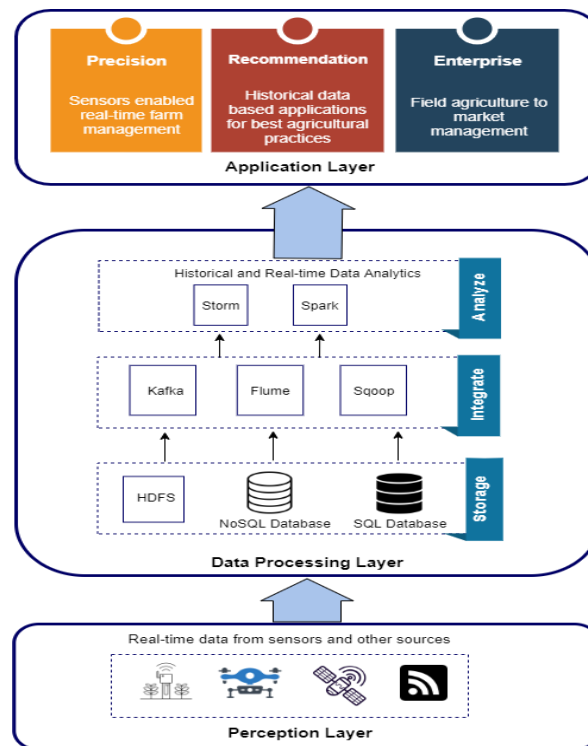 Precision
Sensors enabled
real-time farm
management
Recommendation
Historical data
based applications
for best agricultural
practices
Enterprise
Field agriculture to
market
management
Application Layer
Historical and Real-time Data Analytics
Storm
Spark
Analyze
Kafka
Flume
Sqoop
Integrate
HDFS
NoSQL Database
SQL Database
Storage
Data Processing Layer
Real-time data from sensors and other sources
Perception Layer